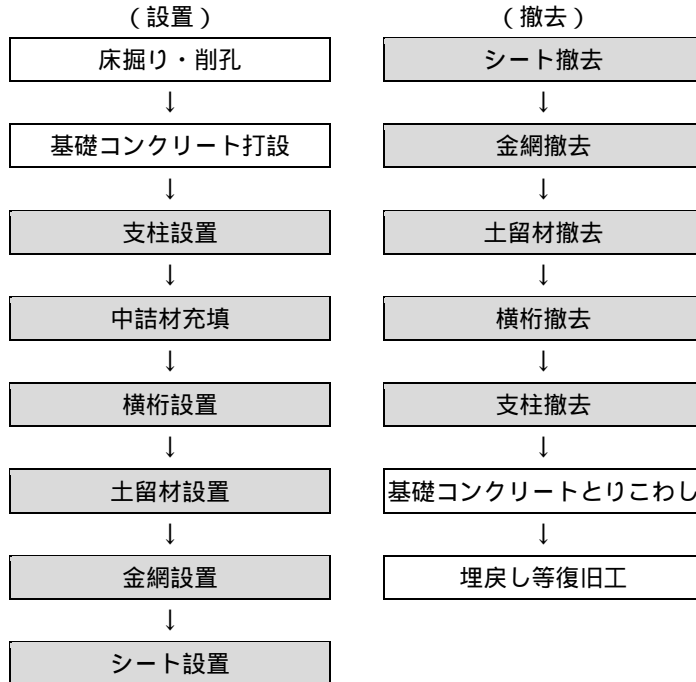 （設置）
床掘り・削孔
↓
基礎コンクリート打設
↓
支柱設置
↓
中詰材充填
↓
横桁設置
↓
土留材設置
↓
金網設置
↓
シート設置
（撤去）
シート撤去
↓
金網撤去
↓
土留材撤去
↓
横桁撤去
↓
支柱撤去
↓
基礎コンクリートとりこわし
↓
埋戻し等復旧工